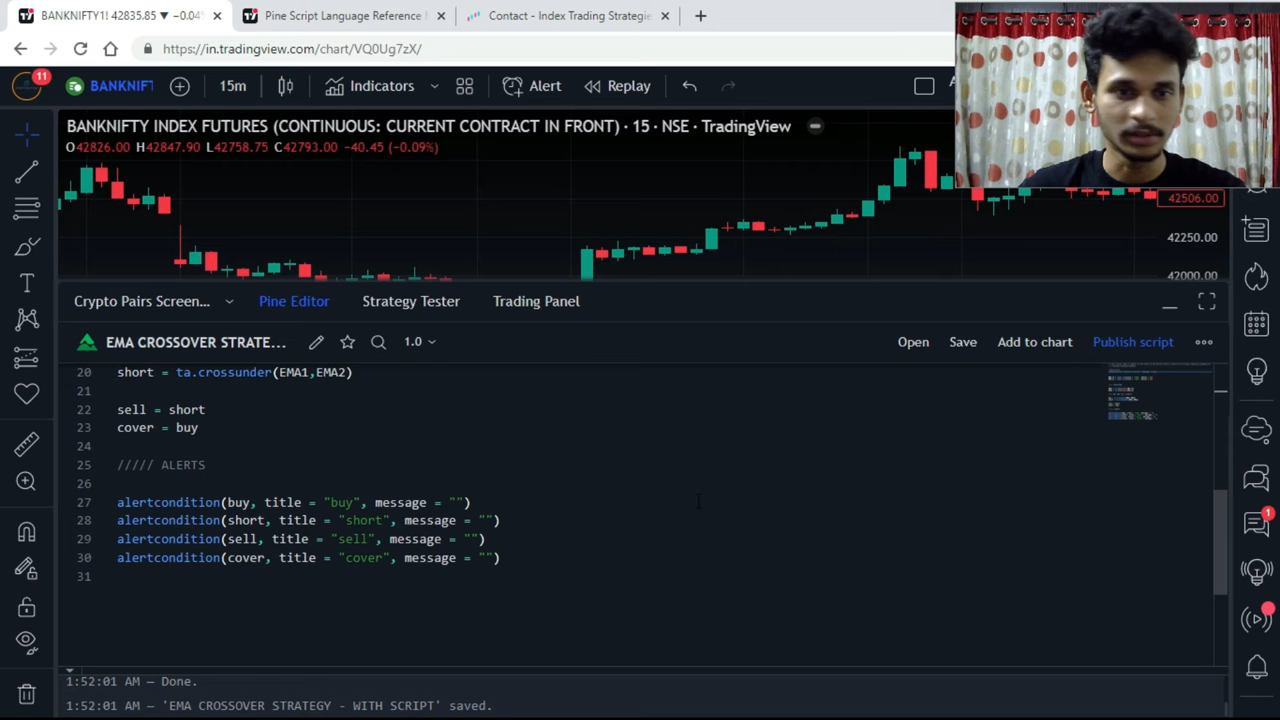 BANKNIFTY1! 42835.85 ▼ −0.04
Pine Script Language Reference
Contact - Index Trading Strategie
https://in.tradingview.com/chart/VQ0Ug7zX/
11
BANKNIFT
15m
Indicators
Alert
Replay
BANKNIFTY INDEX FUTURES (CONTINUOUS: CURRENT CONTRACT IN FRONT) · 15 · NSE · TradingView
O42826.00 H42847.90 L42758.75 C42793.00 −40.45 (−0.09%)
42506.00
42250.00
42000.00
Crypto Pairs Screen...
Pine Editor
Strategy Tester
Trading Panel
EMA CROSSOVER STRATE...
1.0
Open
Save
Add to chart
Publish script
20 short = ta.crossunder(EMA1,EMA2)
21
22 sell = short
23 cover = buy
24
25 ///// ALERTS
26
27 alertcondition(buy, title = "buy", message = "")
28 alertcondition(short, title = "short", message = "")
29 alertcondition(sell, title = "sell", message = "")
30 alertcondition(cover, title = "cover", message = "")
31
1
1:52:01 AM — Done.
1:52:01 AM — 'EMA CROSSOVER STRATEGY - WITH SCRIPT' saved.